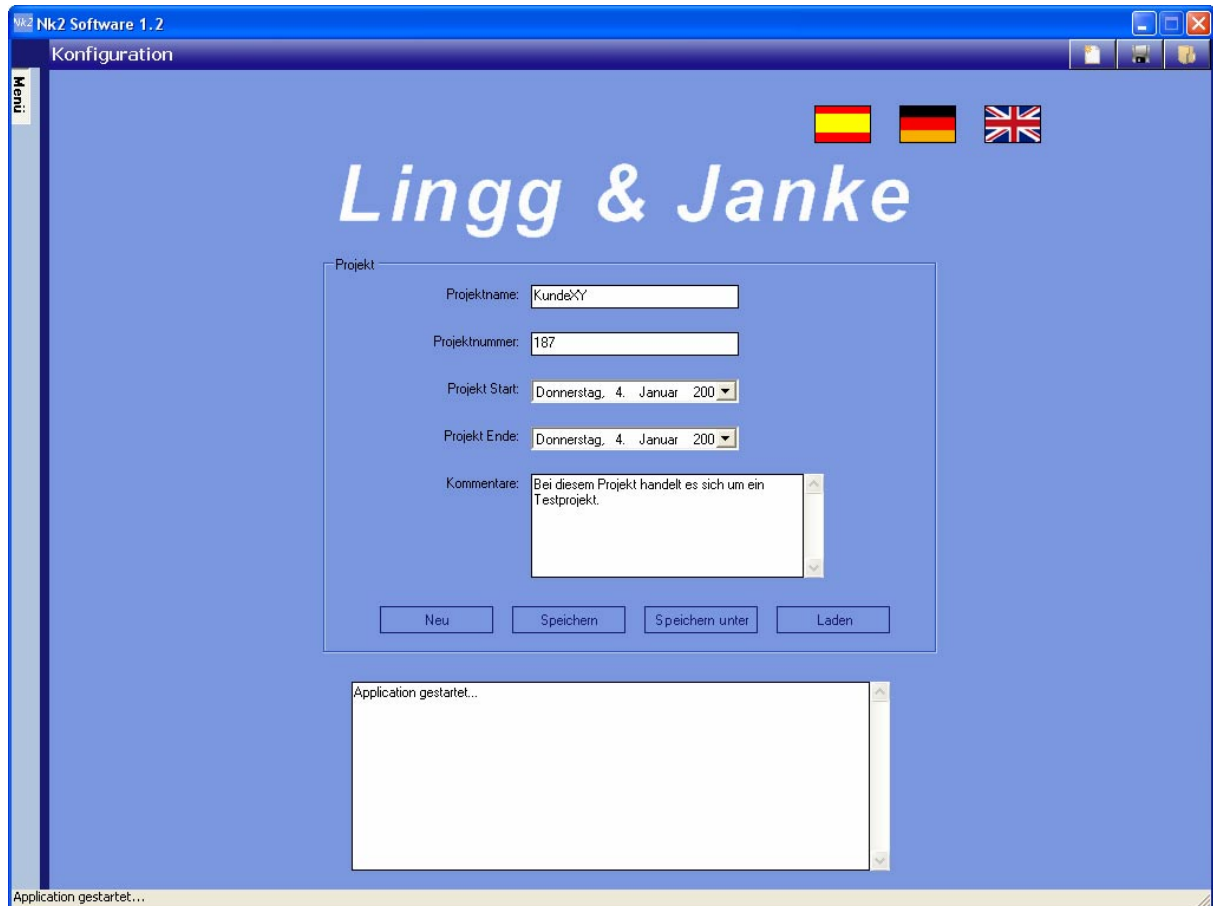 Nk2 Nk2 Software 1.2
Konfiguration
Menü
Lingg & Janke
Projekt
Projektname: KundeXY
Projektnummer: 187
Projekt Start: Donnerstag, 4. Januar 200
Projekt Ende: Donnerstag, 4. Januar 200
Kommentare: Bei diesem Projekt handelt es sich um ein
Testprojekt.
Neu Speichern Speichern unter Laden
Application gestartet...
Application gestartet...